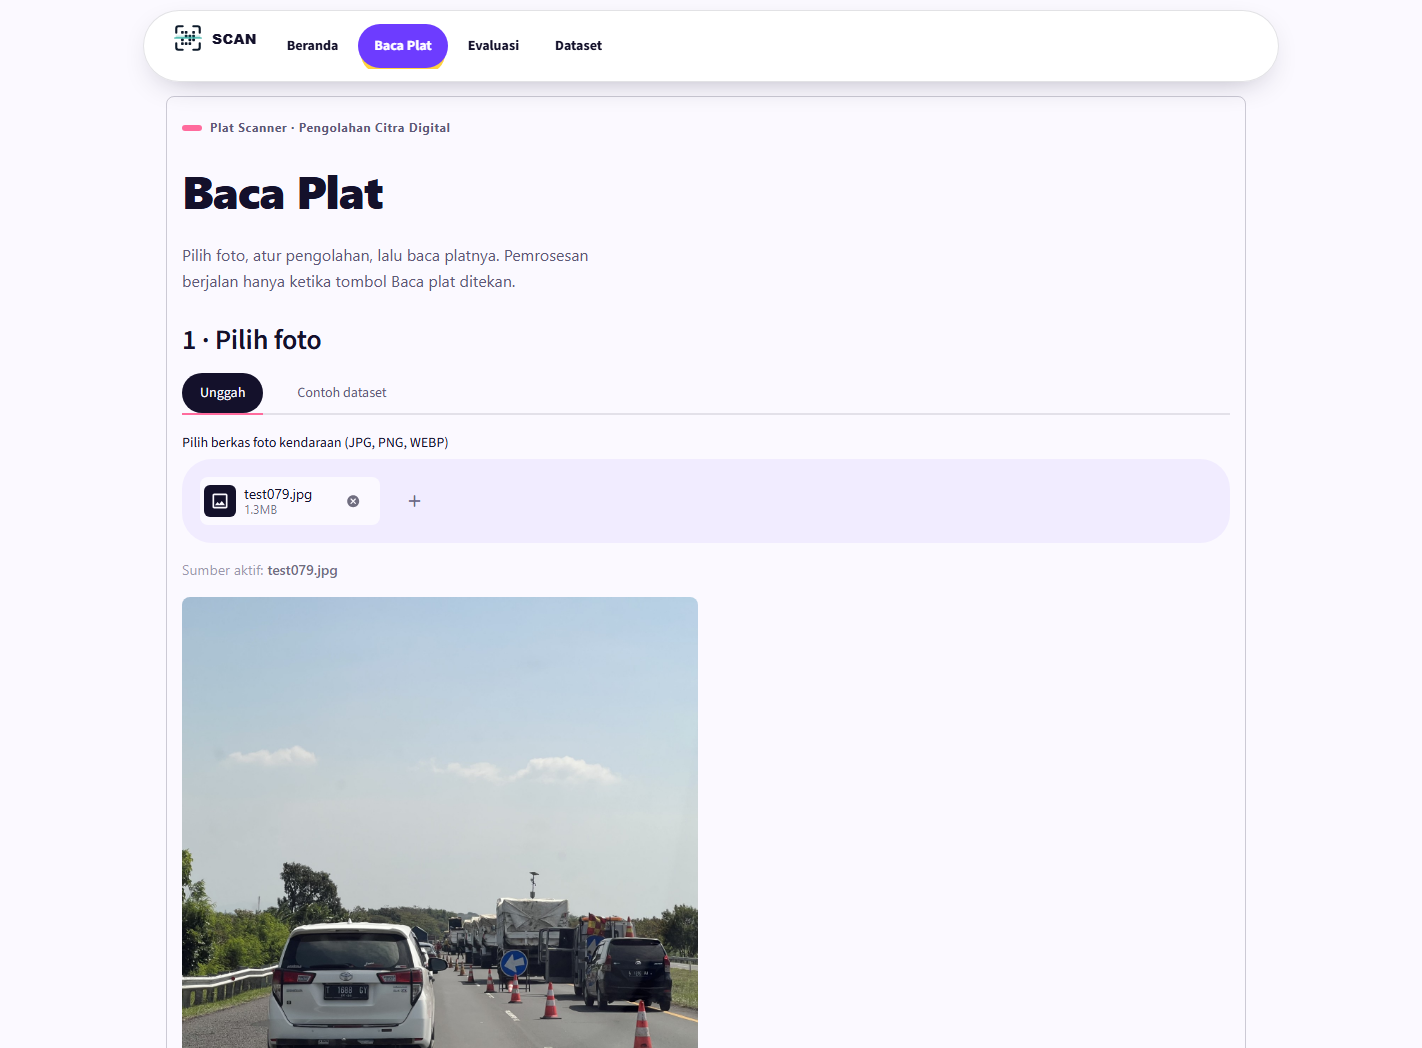 SCAN
Beranda
Baca Plat
Evaluasi
Dataset
Plat Scanner · Pengolahan Citra Digital
Baca Plat
Pilih foto, atur pengolahan, lalu baca platnya. Pemrosesan
berjalan hanya ketika tombol Baca plat ditekan.
1 · Pilih foto
Unggah
Contoh dataset
Pilih berkas foto kendaraan (JPG, PNG, WEBP)
test079.jpg
1.3MB
Sumber aktif: test079.jpg